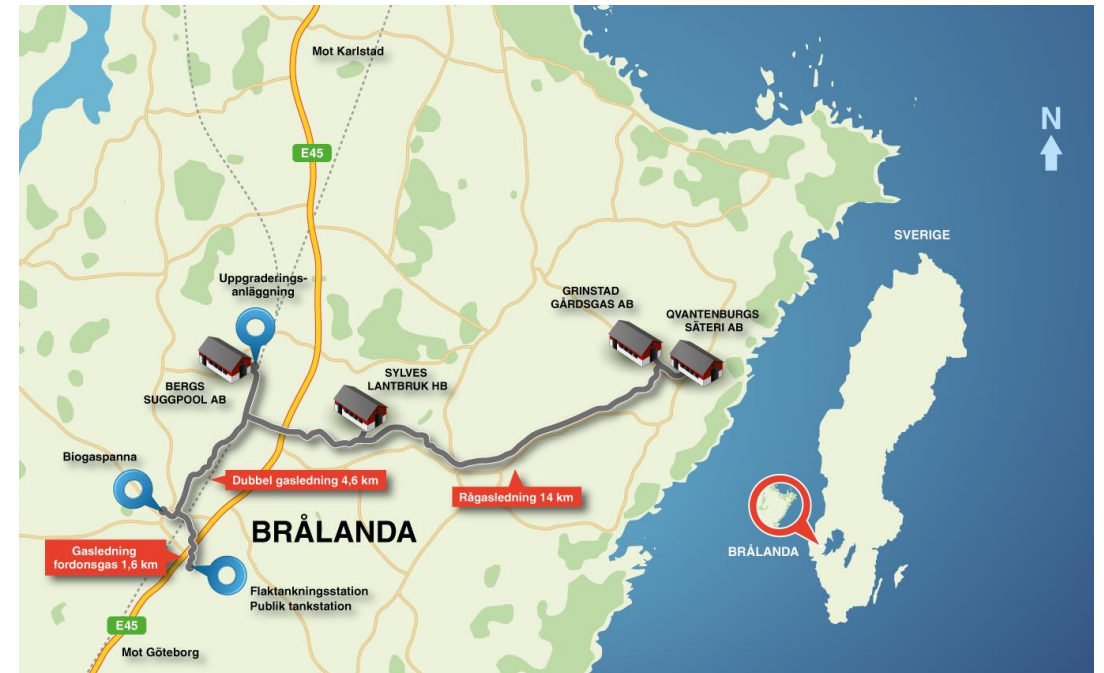 Mot Karlstad
N
E45
SVERIGE
Uppgraderings-
anläggning
GRINSTAD
GÅRDSGAS AB
QVANTENBURGS
SÄTERI AB
BERGS
SUGGPOOL AB
SYLVES
LANTBRUK HB
Biogaspanna
Dubbel gasledning 4,6 km
Rågasledning 14 km
BRÅLANDA
BRÅLANDA
Gasledning
fordonsgas 1,6 km
Flaktankningsstation
Publik tankstation
E45
Mot Göteborg